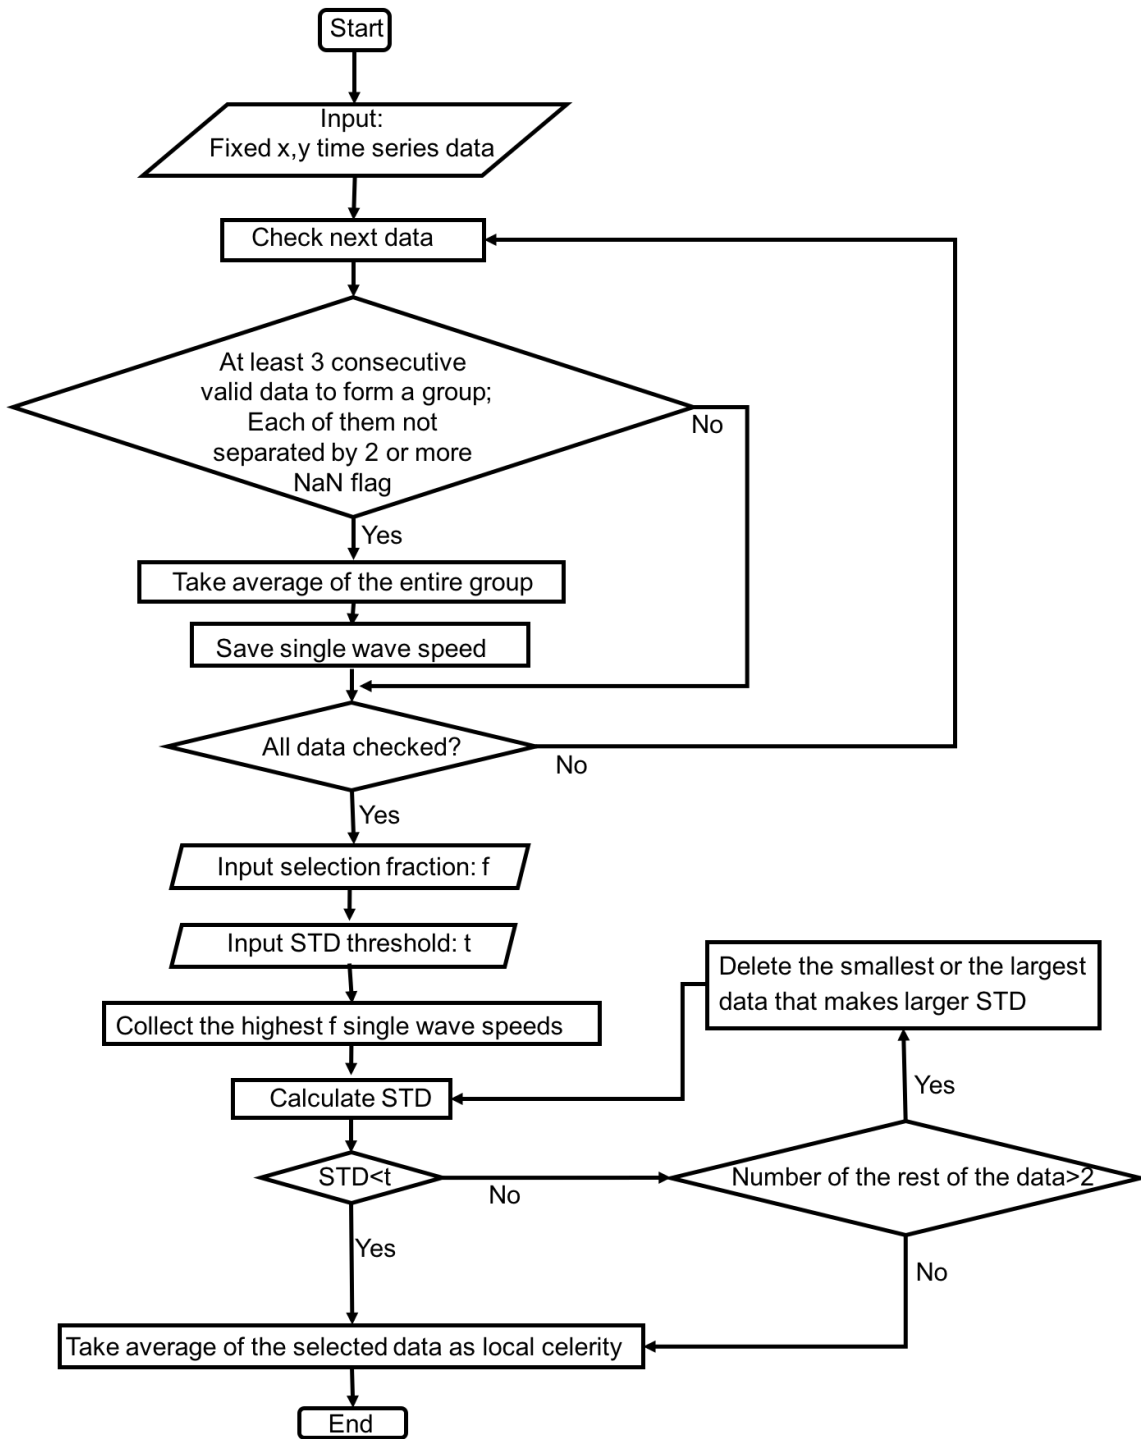 Start
Input:
Fixed x,y time series data
Check next data
At least 3 consecutive
valid data to form a group;
Each of them not
separated by 2 or more
NaN flag
No
Yes
Take average of the entire group
Save single wave speed
All data checked?
No
Yes
Input selection fraction: f
Input STD threshold: t
Delete the smallest or the largest
data that makes larger STD
Collect the highest f single wave speeds
Calculate STD
Yes
STD<t
No
Number of the rest of the data>2
Yes
No
Take average of the selected data as local celerity
End